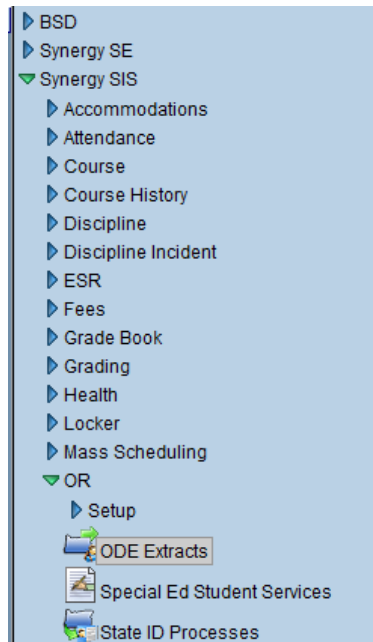 BSD
Synergy SE
Synergy SIS
Accommodations
Attendance
Course
Course History
Discipline
Discipline Incident
ESR
Fees
Grade Book
Grading
Health
Locker
Mass Scheduling
OR
Setup
ODE Extracts
Special Ed Student Services
State ID Processes